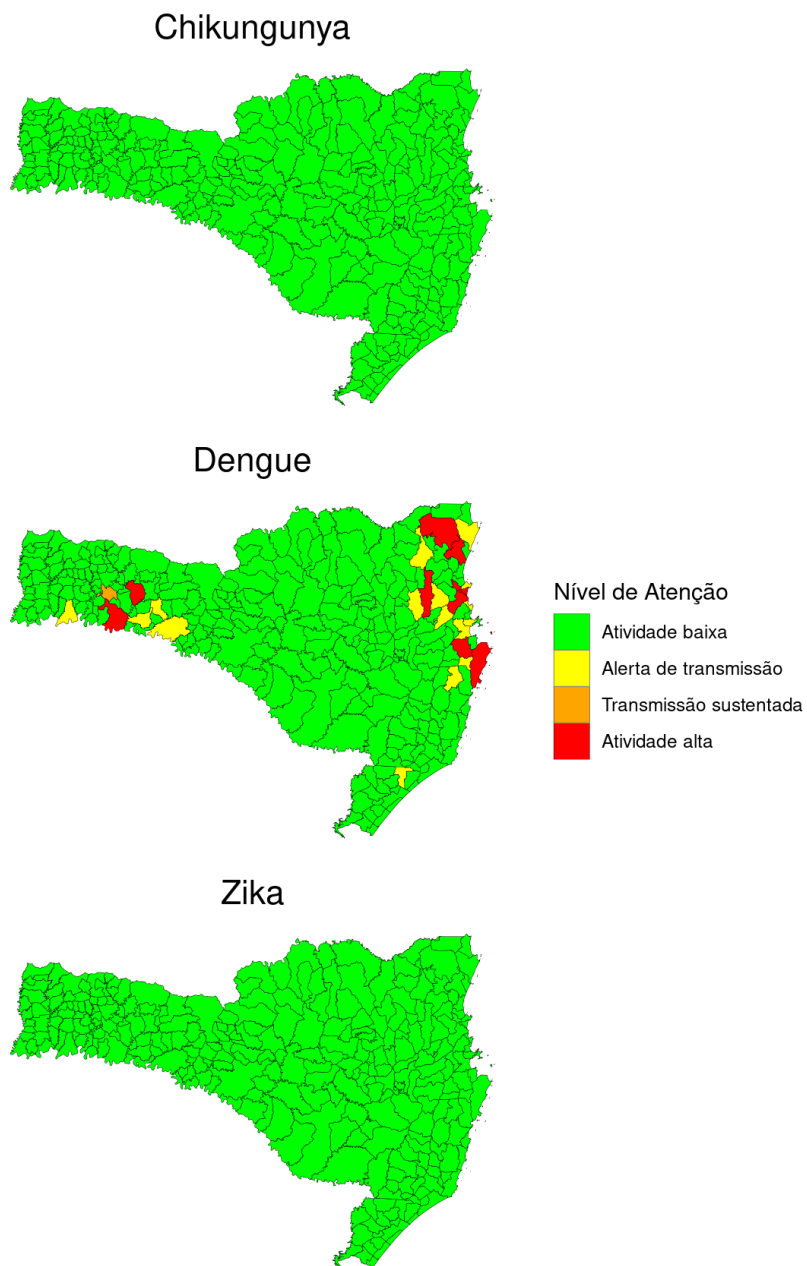 Chikungunya
Dengue
Nível de Atenção
Atividade baixa
Alerta de transmissão
Transmissão sustentada
Atividade alta
Zika